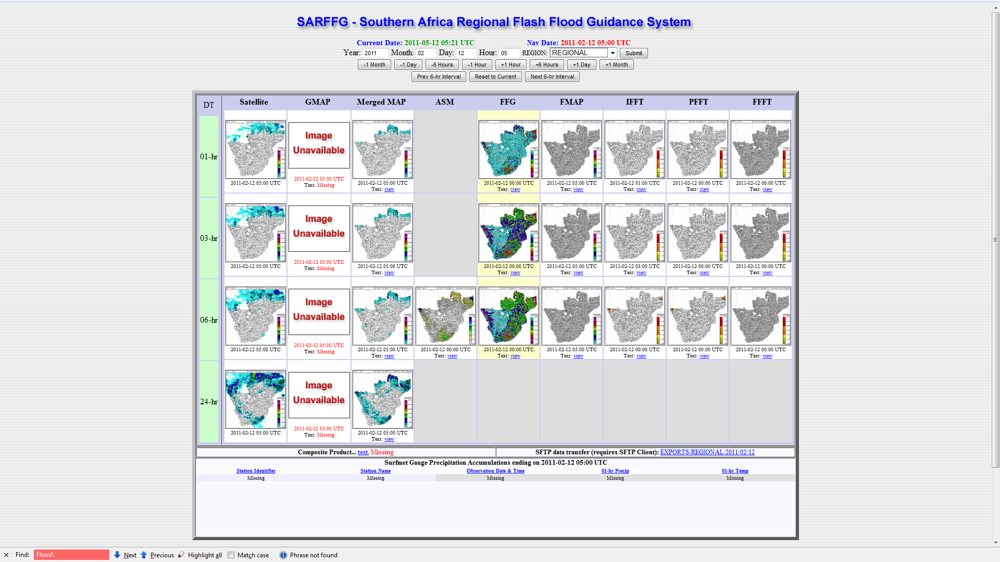 SARFFG - Southern Africa Regional Flash Flood Guidance System
Current Date: 2011-05-12 05:21 UTC Nav Date: 2011-02-12 05:00 UTC
Year: 2011 Month: 02 Day: 12 Hour: 05 REGION: REGIONAL Submit
-1 Month -1 Day -6 Hours -1 Hour +1 Hour +6 Hours +1 Day +1 Month
Prev 6-hr Interval Reset to Current Next 6-hr Interval
DT Satellite GMAP Merged MAP ASM FFG FMAP IFFT PFFT FFFT
Image
Unavailable
01-hr
2011-02-12 05:00 UTC
Text: Missing
2011-02-12 05:00 UTC 2011-02-12 05:00 UTC 2011-02-12 00:00 UTC 2011-02-12 05:00 UTC 2011-02-12 01:00 UTC 2011-02-12 00:00 UTC 2011-02-12 00:00 UTC
Text: view Text: view Text: view Text: view Text: view Text: view
Image
Unavailable
03-hr
2011-02-12 05:00 UTC
Text: Missing
2011-02-12 05:00 UTC 2011-02-12 05:00 UTC 2011-02-12 00:00 UTC 2011-02-12 05:00 UTC 2011-02-12 03:00 UTC 2011-02-12 00:00 UTC 2011-02-12 00:00 UTC
Text: view Text: view Text: view Text: view Text: view Text: view
Image
Unavailable
06-hr
2011-02-12 05:00 UTC
Text: Missing
2011-02-12 05:00 UTC 2011-02-12 05:00 UTC 2011-02-12 00:00 UTC 2011-02-12 00:00 UTC 2011-02-12 05:00 UTC 2011-02-12 00:00 UTC 2011-02-12 00:00 UTC 2011-02-12 00:00 UTC
Text: view Text: view Text: view Text: view Text: view Text: view Text: view
Image
Unavailable
24-hr
2011-02-12 05:00 UTC
Text: Missing
2011-02-12 05:00 UTC 2011-02-12 05:00 UTC
Text: view
Composite Product... text, Missing SFTP data transfer (requires SFTP Client): EXPORTS/REGIONAL/2011/02/12
Surfmet Gauge Precipitation Accumulations ending on 2011-02-12 05:00 UTC
Station Identifier Station Name Observation Date & Time 01-hr Precip 01-hr Temp
Missing Missing Missing Missing Missing
Find: Flood\ Next Previous Highlight all Match case Phrase not found